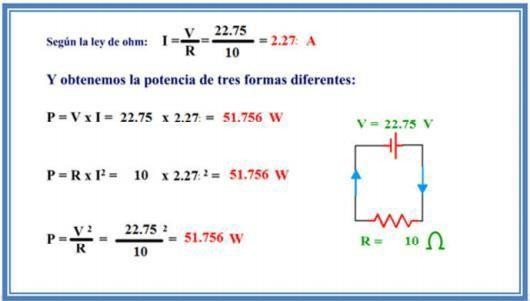 Según la ley de ohm: I = V/R = 22.75/10 = 2.27: A
Y obtenemos la potencia de tres formas diferentes:
P = V x I = 22.75 x 2.27: = 51.756 W
V = 22.75 V
P = R x I² = 10 x 2.27: ² = 51.756 W
P = V²/R = 22.75²/10 = 51.756 W
R = 10 Ω